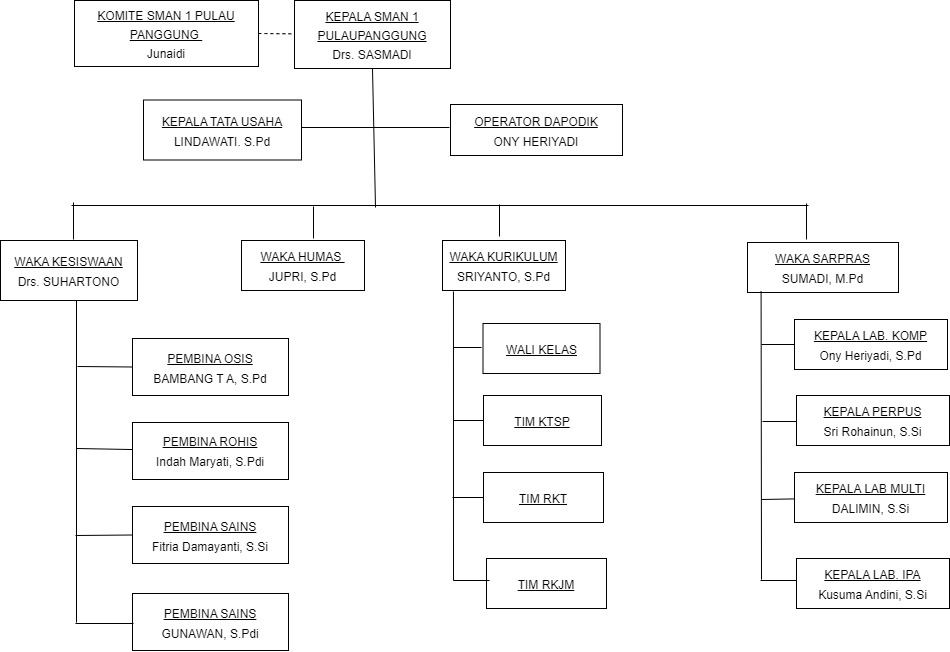 KOMITE SMAN 1 PULAU
PANGGUNG
Junaidi
KEPALA SMAN 1
PULAUPANGGUNG
Drs. SASMADI
KEPALA TATA USAHA
LINDAWATI. S.Pd
OPERATOR DAPODIK
ONY HERIYADI
WAKA KESISWAAN
Drs. SUHARTONO
WAKA HUMAS
JUPRI, S.Pd
WAKA KURIKULUM
SRIYANTO, S.Pd
WAKA SARPRAS
SUMADI, M.Pd
PEMBINA OSIS
BAMBANG T A, S.Pd
PEMBINA ROHIS
Indah Maryati, S.Pdi
PEMBINA SAINS
Fitria Damayanti, S.Si
PEMBINA SAINS
GUNAWAN, S.Pdi
WALI KELAS
TIM KTSP
TIM RKT
TIM RKJM
KEPALA LAB. KOMP
Ony Heriyadi, S.Pd
KEPALA PERPUS
Sri Rohainun, S.Si
KEPALA LAB MULTI
DALIMIN, S.Si
KEPALA LAB. IPA
Kusuma Andini, S.Si